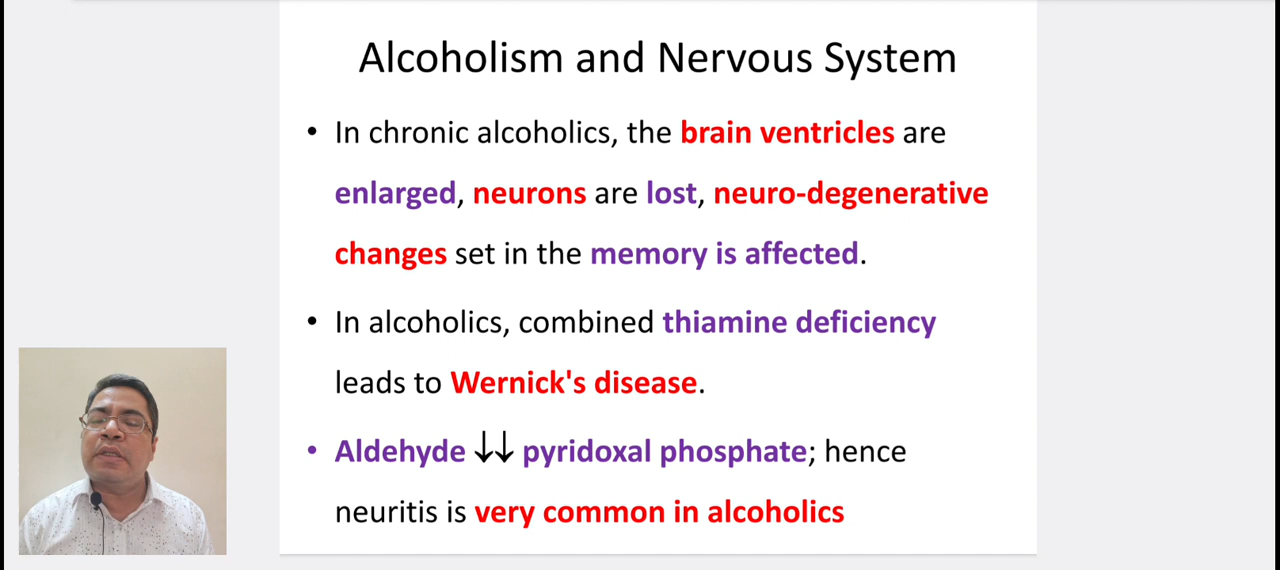 Alcoholism and Nervous System
• In chronic alcoholics, the brain ventricles are
enlarged, neurons are lost, neuro-degenerative
changes set in the memory is affected.
• In alcoholics, combined thiamine deficiency
leads to Wernick's disease.
• Aldehyde ↓↓ pyridoxal phosphate; hence
neuritis is very common in alcoholics